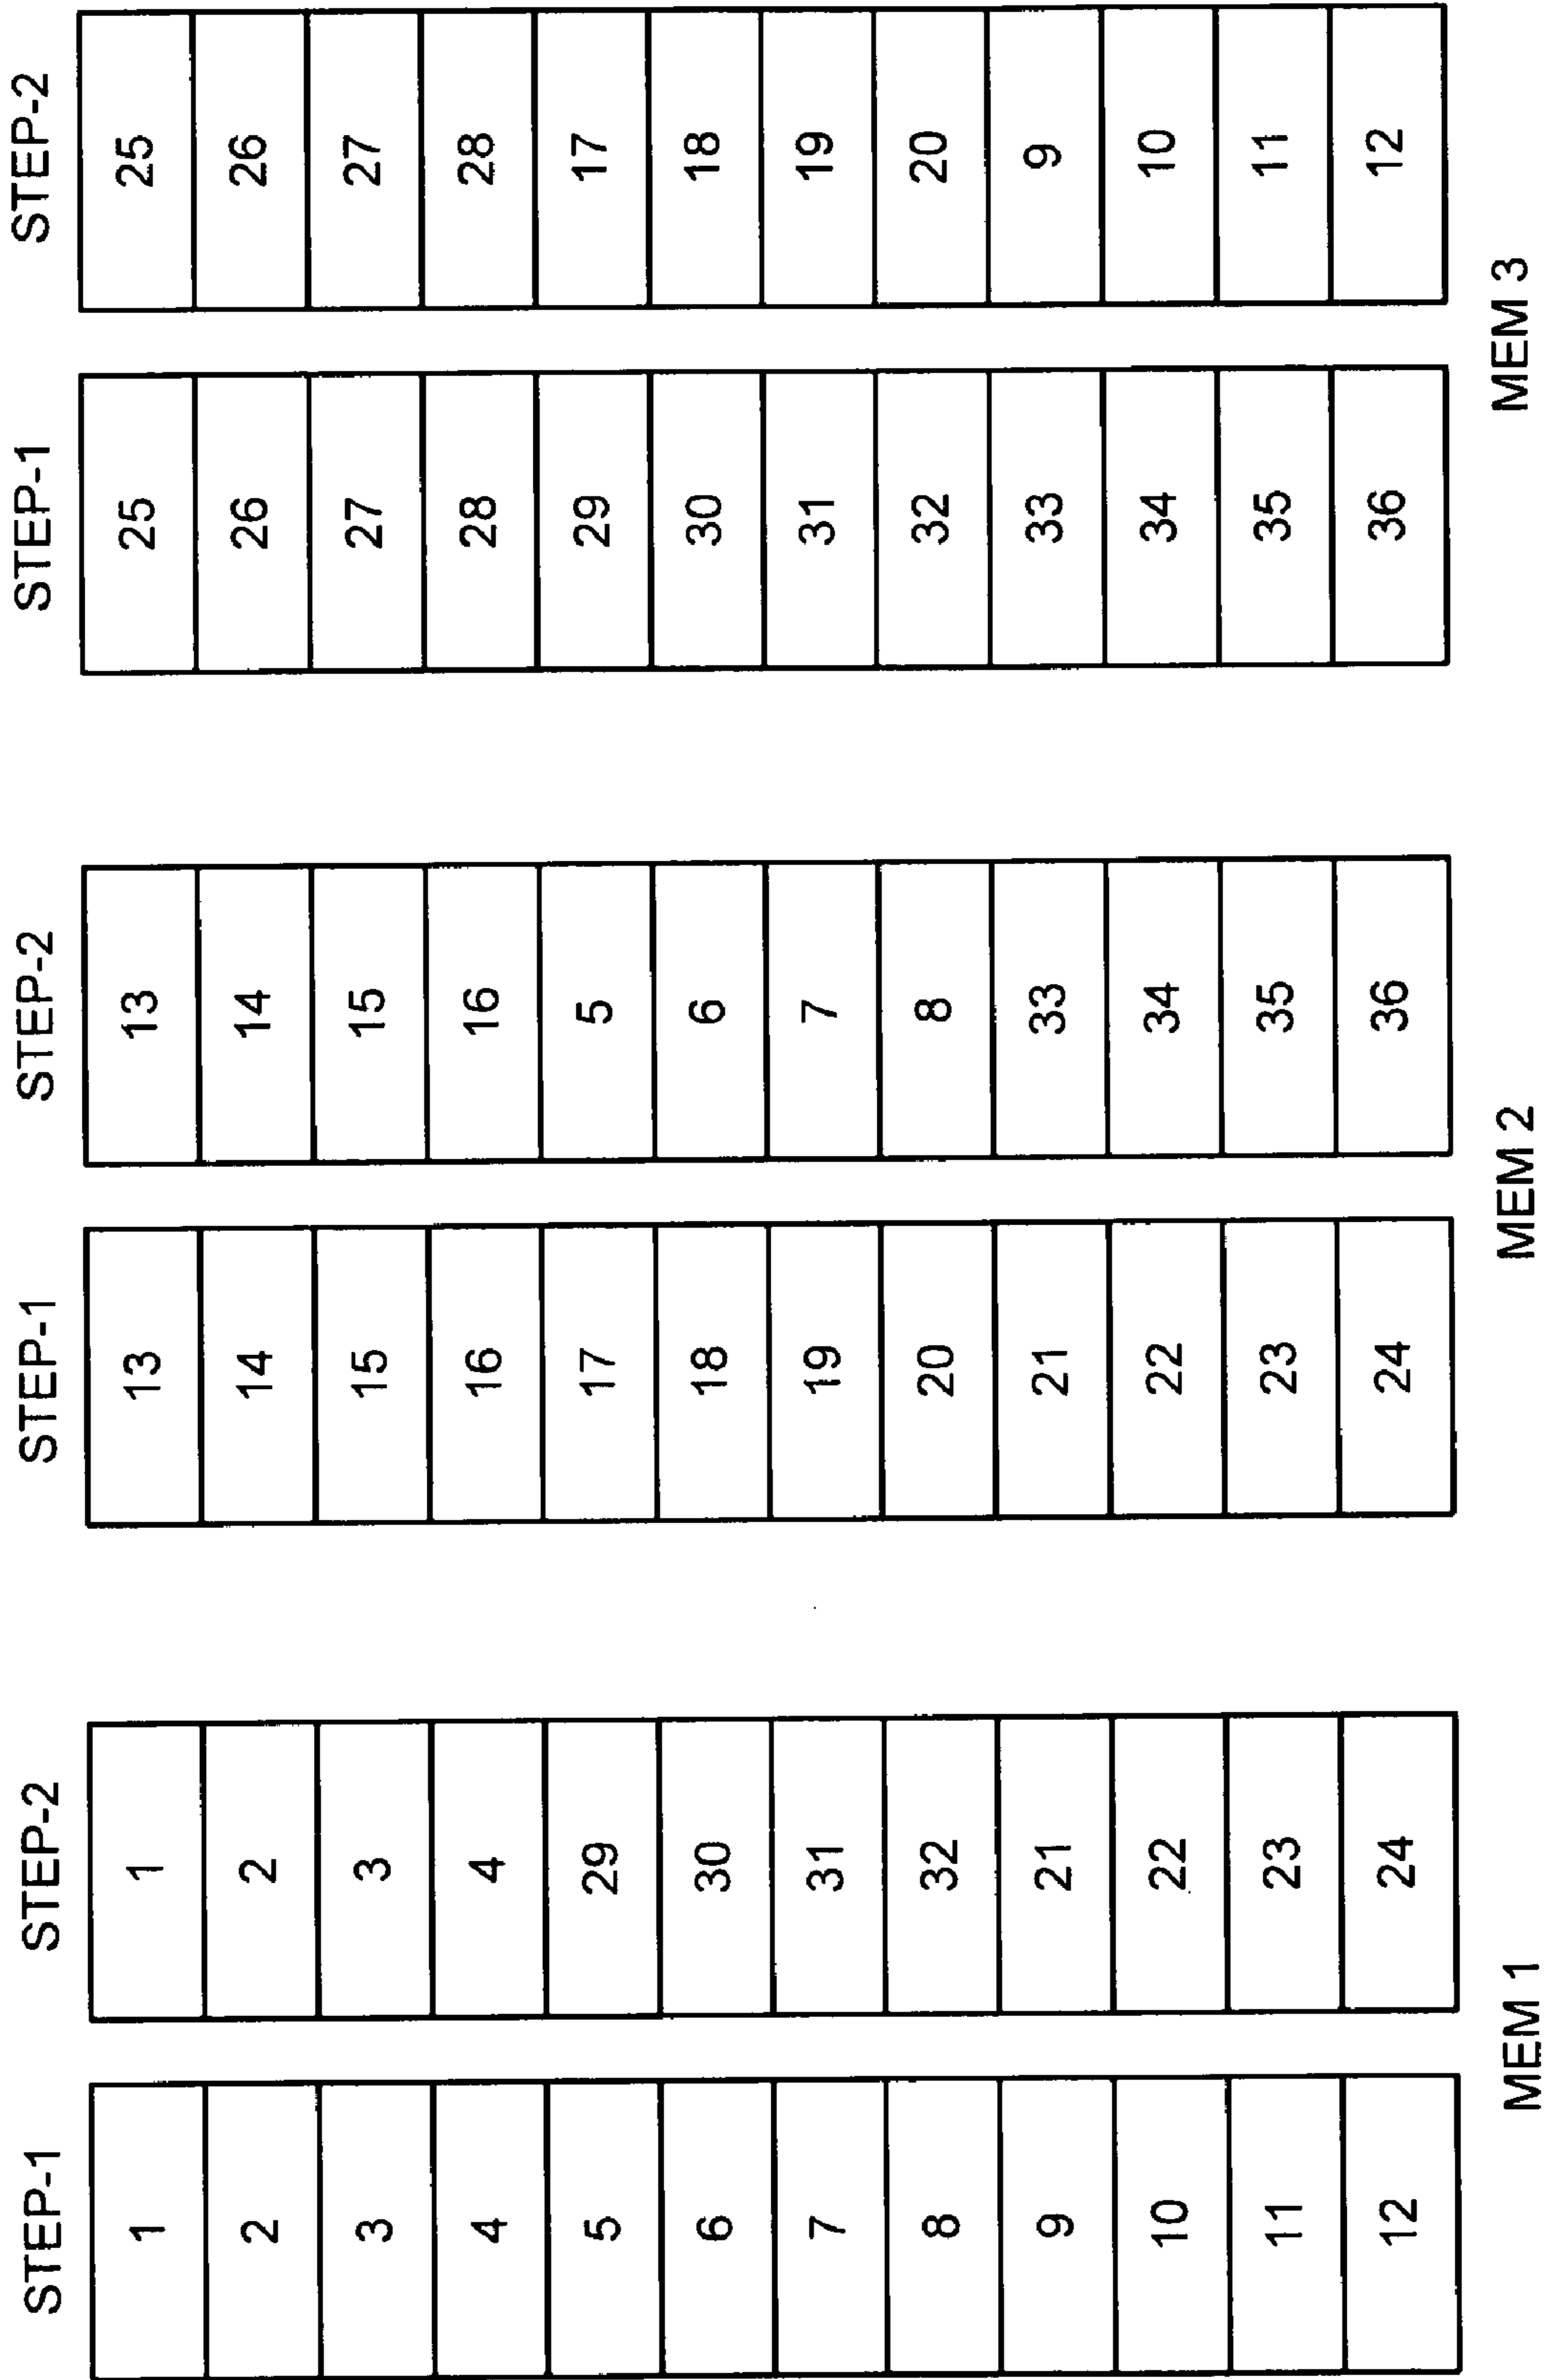 STEP-1 STEP-2 STEP-1 STEP-2 STEP-1 STEP-2
1 1 13 13 25 25
2 2 14 14 26 26
3 3 15 15 27 27
4 4 16 16 28 28
5 29 17 5 29 17
6 30 18 6 30 18
7 31 19 7 31 19
8 32 20 8 32 20
9 21 21 33 33 9
10 22 22 34 34 10
11 23 23 35 35 11
12 24 24 36 36 12
MEM 1 MEM 2 MEM 3